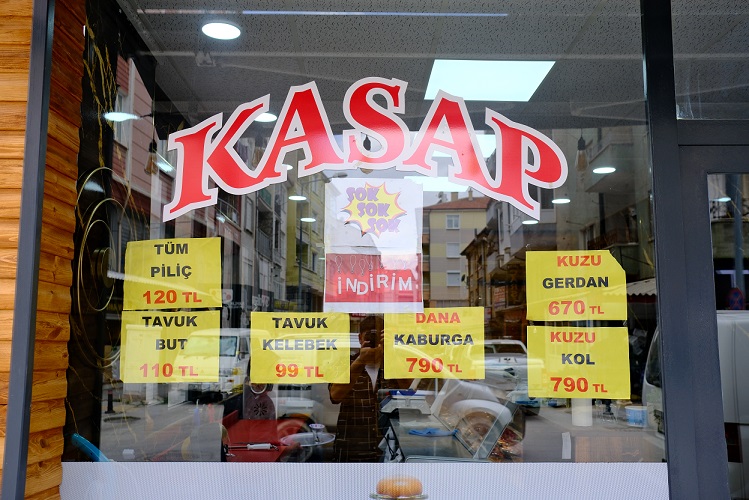 KASAP
ŞOK
ŞOK
ŞOK
İNDİRİM
TÜM
PİLİÇ
120 TL
TAVUK
BUT
110 TL
TAVUK
KELEBEK
99 TL
DANA
KABURGA
790 TL
KUZU
GERDAN
670 TL
KUZU
KOL
790 TL